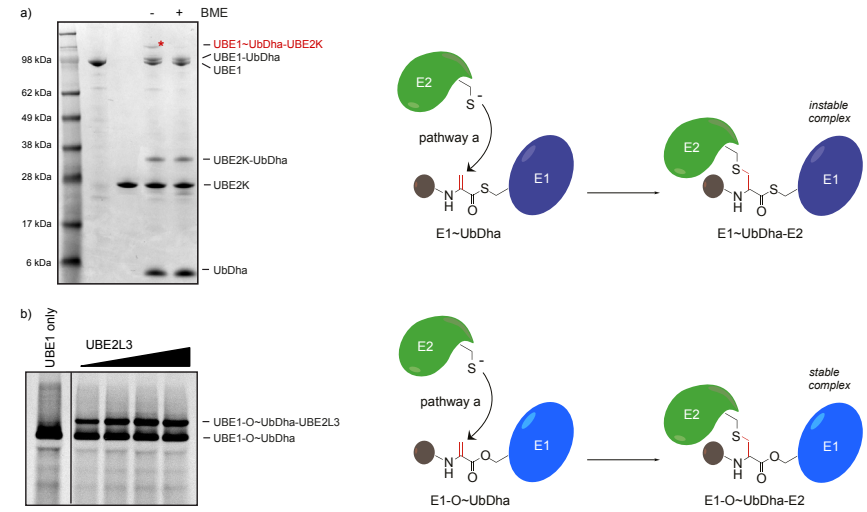 a)
- + BME
UBE1~UbDha-UBE2K
*
UBE1-UbDha
UBE1
UBE2K-UbDha
UBE2K
UbDha
98 kDa
62 kDa
49 kDa
38 kDa
28 kDa
17 kDa
6 kDa
E2
S
-
pathway a
N
H
O
S
E1
E1~UbDha
instable
complex
E2
S
N
H
O
S
E1
E1~UbDha-E2
b)
UBE1 only
UBE2L3
UBE1-O~UbDha-UBE2L3
UBE1-O~UbDha
E2
S
-
pathway a
N
H
O
O
E1
E1-O~UbDha
stable
complex
E2
S
N
H
O
O
E1
E1-O~UbDha-E2